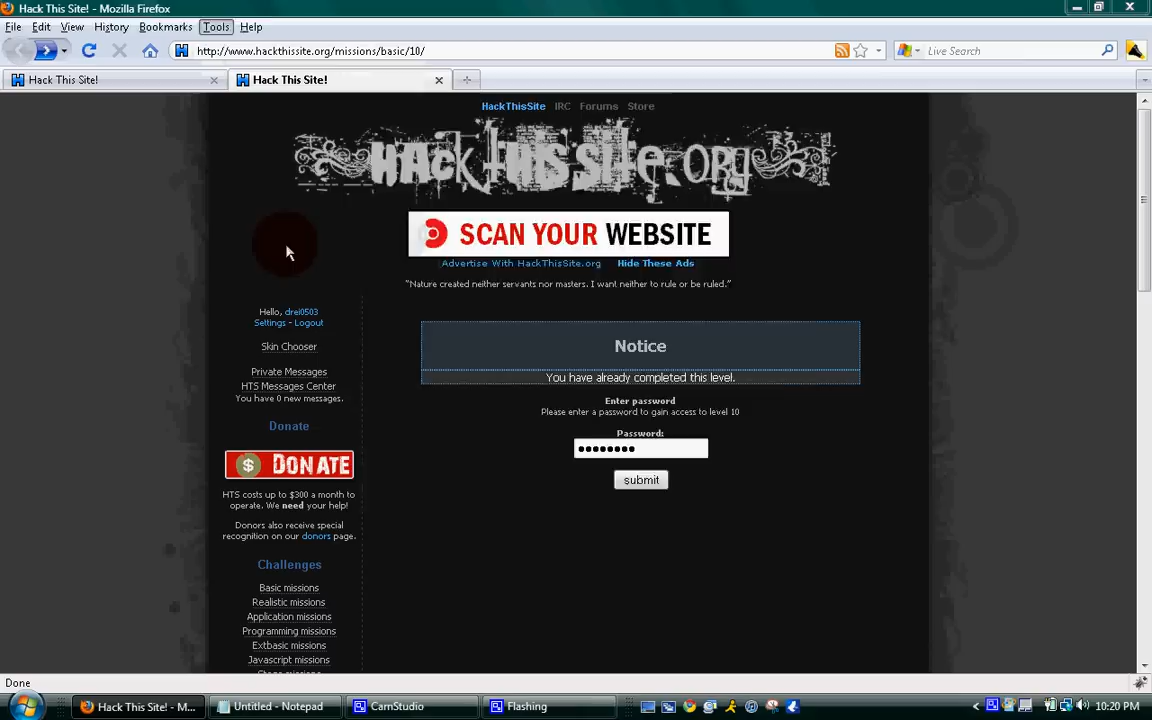 Hack This Site! - Mozilla Firefox
File Edit View History Bookmarks Tools Help
http://www.hackthissite.org/missions/basic/10/
Live Search
Hack This Site!
Hack This Site!
HackThisSite IRC Forums Store
HACK THIS SITE.ORG
SCAN YOUR WEBSITE
Advertise With HackThisSite.org Hide These Ads
"Nature created neither servants nor masters. I want neither to rule or be ruled."
Hello, drei0503
Settings - Logout
Skin Chooser
Private Messages
HTS Messages Center
You have 0 new messages.
Donate
$ DONATE
HTS costs up to $300 a month to
operate. We need your help!
Donors also receive special
recognition on our donors page.
Challenges
Basic missions
Realistic missions
Application missions
Programming missions
Extbasic missions
Javascript missions
Notice
You have already completed this level.
Enter password
Please enter a password to gain access to level 10
Password:
submit
Done
Hack This Site! - M...
Untitled - Notepad
CamStudio
Flashing
10:20 PM